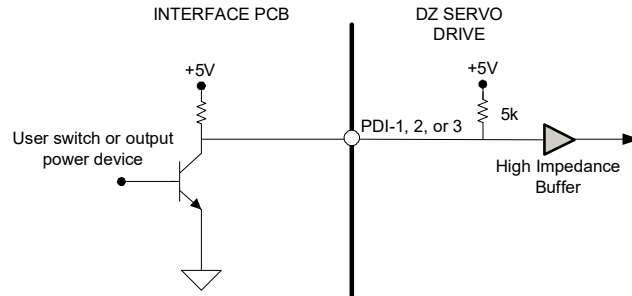 INTERFACE PCB
DZ SERVO
DRIVE
+5V
+5V
PDI-1, 2, or 3
5k
User switch or output
power device
High Impedance
Buffer